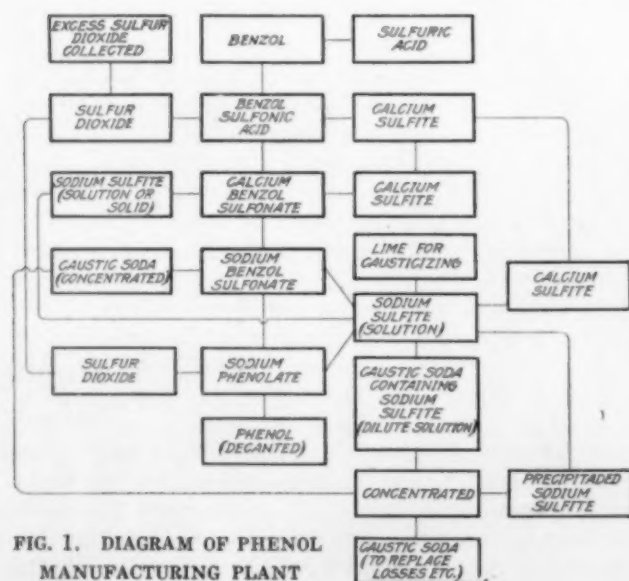 EXCESS SULFUR
DIOXIDE
COLLECTED
BENZOL
SULFURIC
ACID
SULFUR
DIOXIDE
BENZOL
SULFONIC
ACID
CALCIUM
SULFITE
SODIUM SULFITE
(SOLUTION OR
SOLID)
CALCIUM
BENZOL
SULFONATE
CALCIUM
SULFITE
CAUSTIC SODA
(CONCENTRATED)
SODIUM
BENZOL
SULFONATE
LIME FOR
CAUSTICIZING
CALCIUM
SULFITE
SODIUM
SULFITE
(SOLUTION)
SULFUR
DIOXIDE
SODIUM
PHENOLATE
CAUSTIC SODA
CONTAINING
SODIUM
SULFITE
(DILUTE SOLUTION)
PHENOL
(DECANTED)
CONCENTRATED
PRECIPITADED
SODIUM
SULFITE
CAUSTIC SODA
(TO REPLACE
LOSSES ETC.)
FIG. 1. DIAGRAM OF PHENOL
MANUFACTURING PLANT